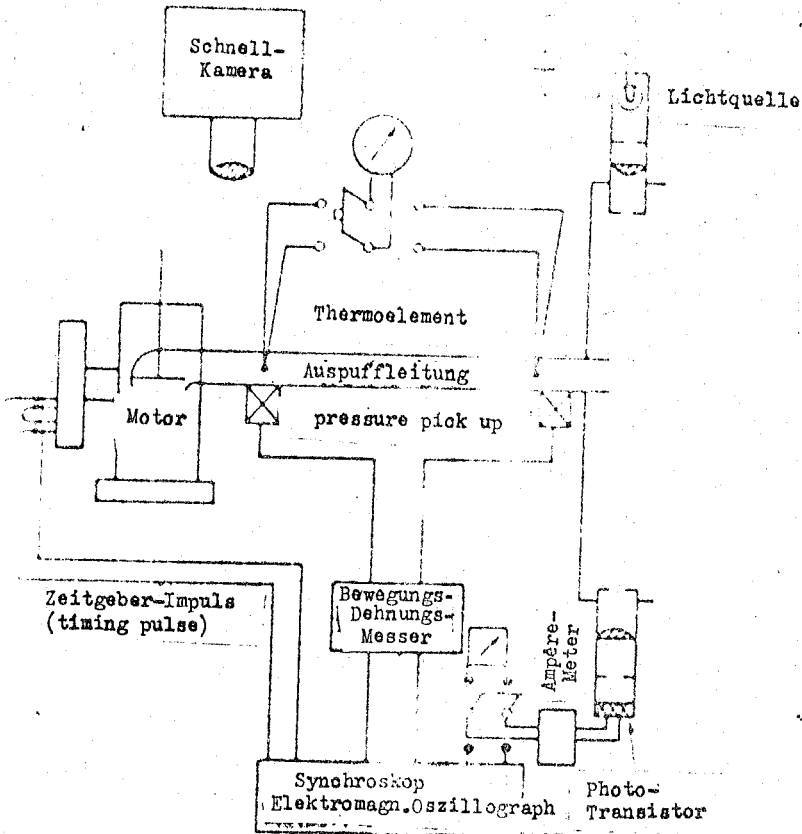 Schnell-
Kamera
Lichtquelle
Thermoelement
Auspuffleitung
Motor
pressure pick up
Zeitgeber-Impuls
(timing pulse)
Bewegungs-
Dehnungs-
Messer
Ampère-
Meter
Synchroskop
Elektromagn.Oszillograph
Photo-
Transistor